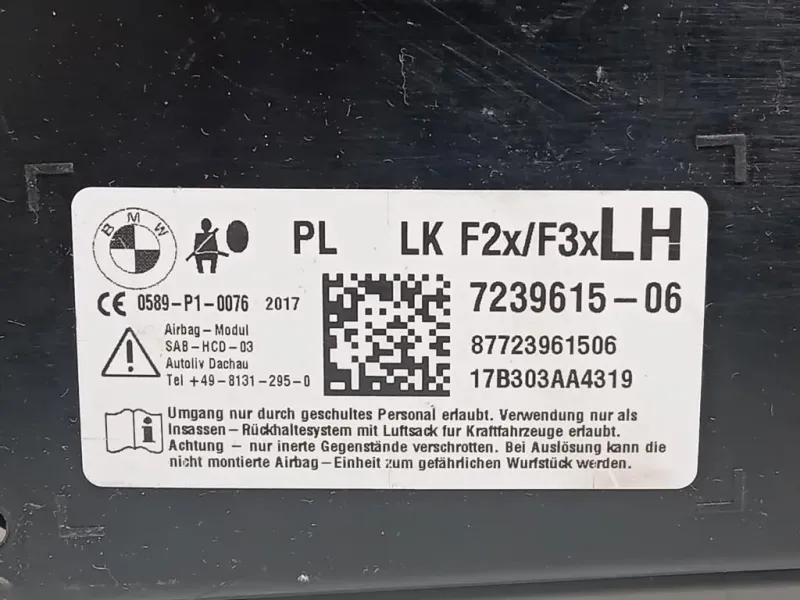 BMW
PL LK F2x/F3x LH
CE 0589-P1-0076 2017
7239615-06
Airbag-Modul
SAB-HCD-03
Autoliv Dachau
Tel +49-8131-295-0
87723961506
17B303AA4319
Umgang nur durch geschultes Personal erlaubt. Verwendung nur als
Insassen-Rückhaltesystem mit Luftsack für Kraftfahrzeuge erlaubt.
Achtung - nur inerte Gegenstände verschrotten. Bei Auslösung kann die
nicht montierte Airbag-Einheit zum gefährlichen Wurfstück werden.